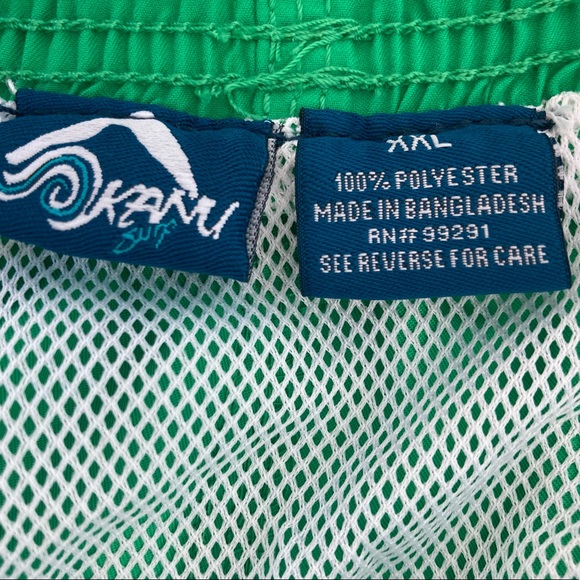 KANU
SURF
XXL
100% POLYESTER
MADE IN BANGLADESH
RN# 99291
SEE REVERSE FOR CARE